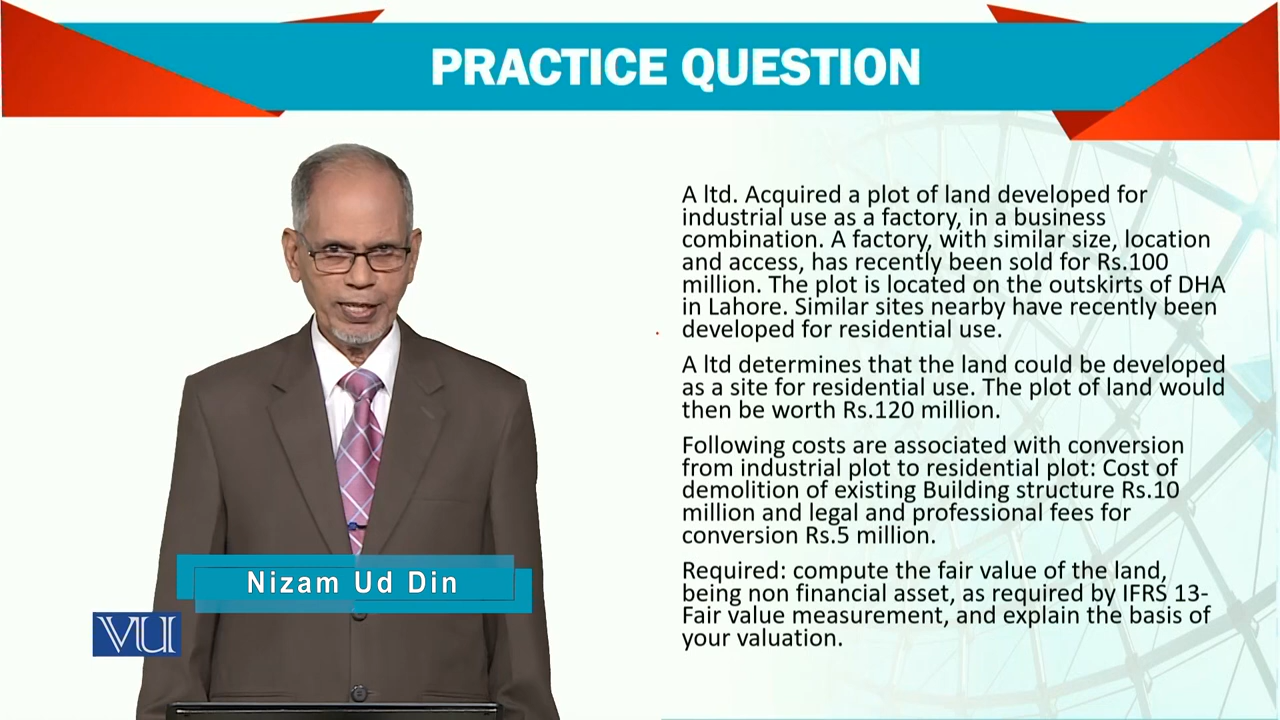 PRACTICE QUESTION
A ltd. Acquired a plot of land developed for
industrial use as a factory, in a business
combination. A factory, with similar size, location
and access, has recently been sold for Rs.100
million. The plot is located on the outskirts of DHA
in Lahore. Similar sites nearby have recently been
developed for residential use.
A ltd determines that the land could be developed
as a site for residential use. The plot of land would
then be worth Rs.120 million.
Following costs are associated with conversion
from industrial plot to residential plot: Cost of
demolition of existing Building structure Rs.10
million and legal and professional fees for
conversion Rs.5 million.
Required: compute the fair value of the land,
being non financial asset, as required by IFRS 13-
Fair value measurement, and explain the basis of
your valuation.
Nizam Ud Din
VU